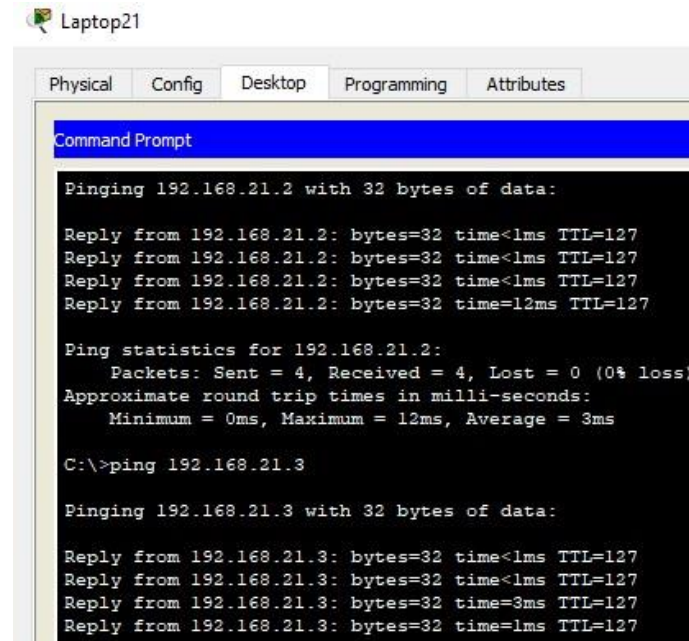 Laptop21
Physical Config Desktop Programming Attributes
Command Prompt
Pinging 192.168.21.2 with 32 bytes of data:
Reply from 192.168.21.2: bytes=32 time<1ms TTL=127
Reply from 192.168.21.2: bytes=32 time<1ms TTL=127
Reply from 192.168.21.2: bytes=32 time<1ms TTL=127
Reply from 192.168.21.2: bytes=32 time=12ms TTL=127
Ping statistics for 192.168.21.2:
Packets: Sent = 4, Received = 4, Lost = 0 (0% loss)
Approximate round trip times in milli-seconds:
Minimum = 0ms, Maximum = 12ms, Average = 3ms
C:\>ping 192.168.21.3
Pinging 192.168.21.3 with 32 bytes of data:
Reply from 192.168.21.3: bytes=32 time<1ms TTL=127
Reply from 192.168.21.3: bytes=32 time<1ms TTL=127
Reply from 192.168.21.3: bytes=32 time=3ms TTL=127
Reply from 192.168.21.3: bytes=32 time=1ms TTL=127